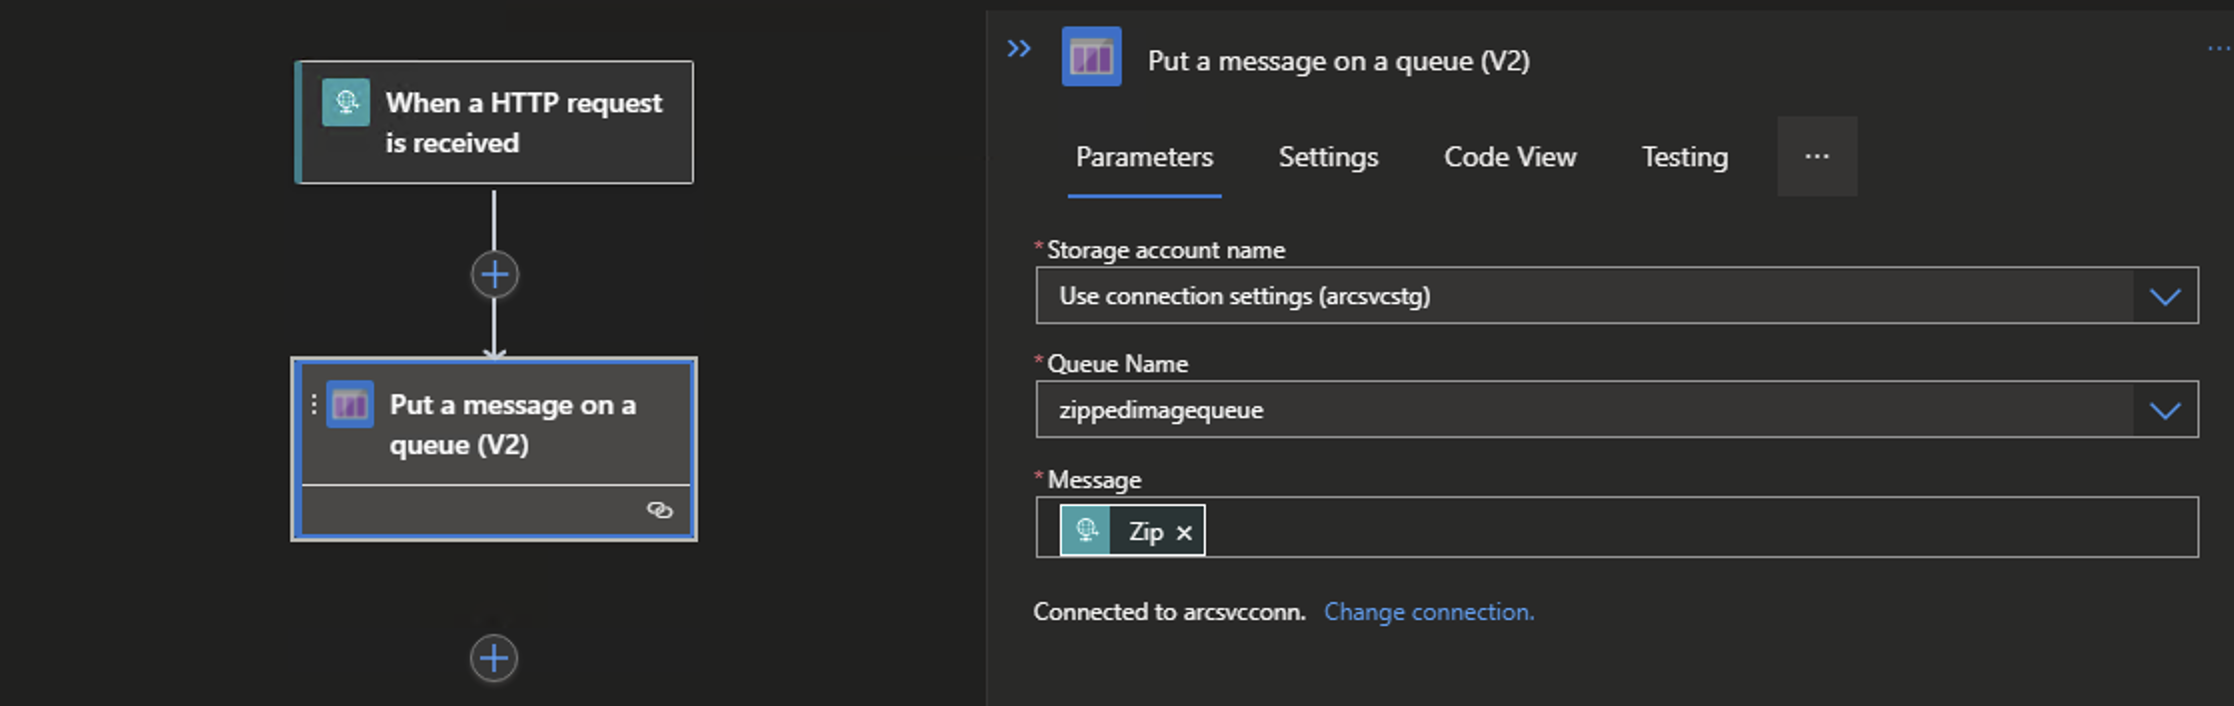 When a HTTP request
is received
Put a message on a
queue (V2)
Put a message on a queue (V2)
Parameters Settings Code View Testing ...
*Storage account name
Use connection settings (arcsvcstg)
*Queue Name
zippedimagequeue
*Message
Zip ×
Connected to arcsvcconn. Change connection.